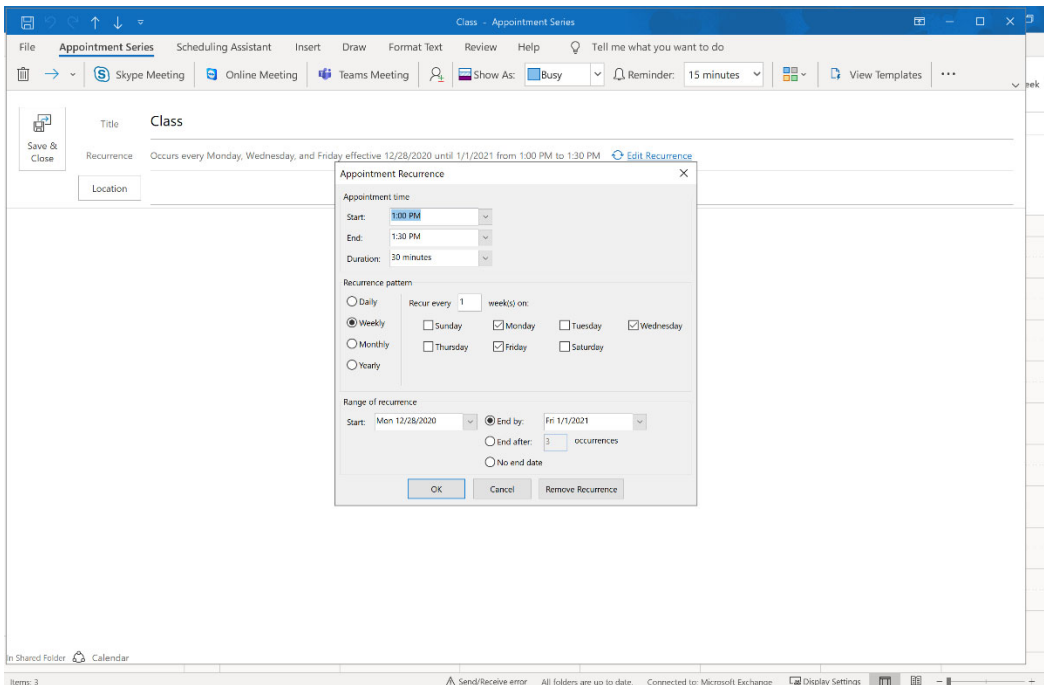 Class - Appointment Series
File Appointment Series Scheduling Assistant Insert Draw Format Text Review Help Tell me what you want to do
Skype Meeting Online Meeting Teams Meeting Show As: Busy Reminder: 15 minutes View Templates
eek
Title Class
Save &
Close
Recurrence Occurs every Monday, Wednesday, and Friday effective 12/28/2020 until 1/1/2021 from 1:00 PM to 1:30 PM Edit Recurrence
Location
Appointment Recurrence
Appointment time
Start: 1:00 PM
End: 1:30 PM
Duration: 30 minutes
Recurrence pattern
Daily Recur every 1 week(s) on:
Weekly Sunday Monday Tuesday Wednesday
Monthly Thursday Friday Saturday
Yearly
Range of recurrence
Start: Mon 12/28/2020 End by: Fri 1/1/2021
End after: 3 occurrences
No end date
OK Cancel Remove Recurrence
In Shared Folder Calendar
Items: 3 Send/Receive error All folders are up to date. Connected to: Microsoft Exchange Display Settings